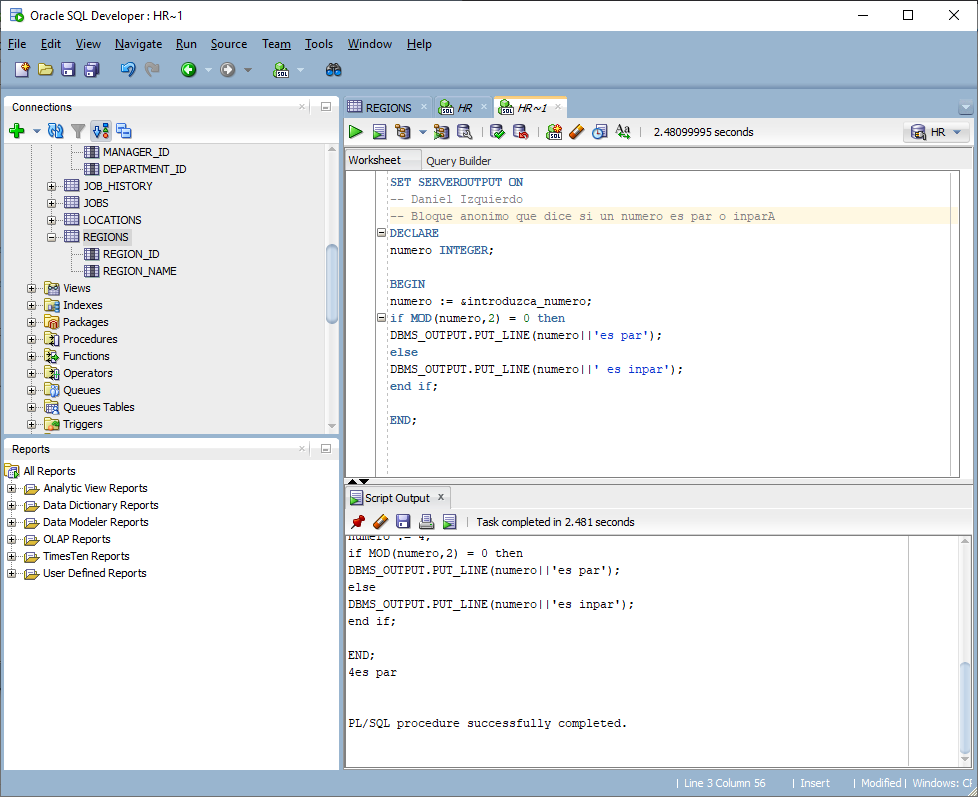 Oracle SQL Developer : HR~1
File Edit View Navigate Run Source Team Tools Window Help
Connections
MANAGER_ID
DEPARTMENT_ID
JOB_HISTORY
JOBS
LOCATIONS
REGIONS
REGION_ID
REGION_NAME
Views
Indexes
Packages
Procedures
Functions
Operators
Queues
Queues Tables
Triggers
Reports
All Reports
Analytic View Reports
Data Dictionary Reports
Data Modeler Reports
OLAP Reports
TimesTen Reports
User Defined Reports
REGIONS HR HR~1
2.48099995 seconds HR
Worksheet Query Builder
SET SERVEROUTPUT ON
-- Daniel Izquierdo
-- Bloque anonimo que dice si un numero es par o inparA
DECLARE
numero INTEGER;
BEGIN
numero := &introduzca_numero;
if MOD(numero,2) = 0 then
DBMS_OUTPUT.PUT_LINE(numero||'es par');
else
DBMS_OUTPUT.PUT_LINE(numero||' es inpar');
end if;
END;
Script Output x
Task completed in 2.481 seconds
numero := 4;
if MOD(numero,2) = 0 then
DBMS_OUTPUT.PUT_LINE(numero||'es par');
else
DBMS_OUTPUT.PUT_LINE(numero||'es inpar');
end if;
END;
4es par
PL/SQL procedure successfully completed.
Line 3 Column 56 | Insert | Modified | Windows: